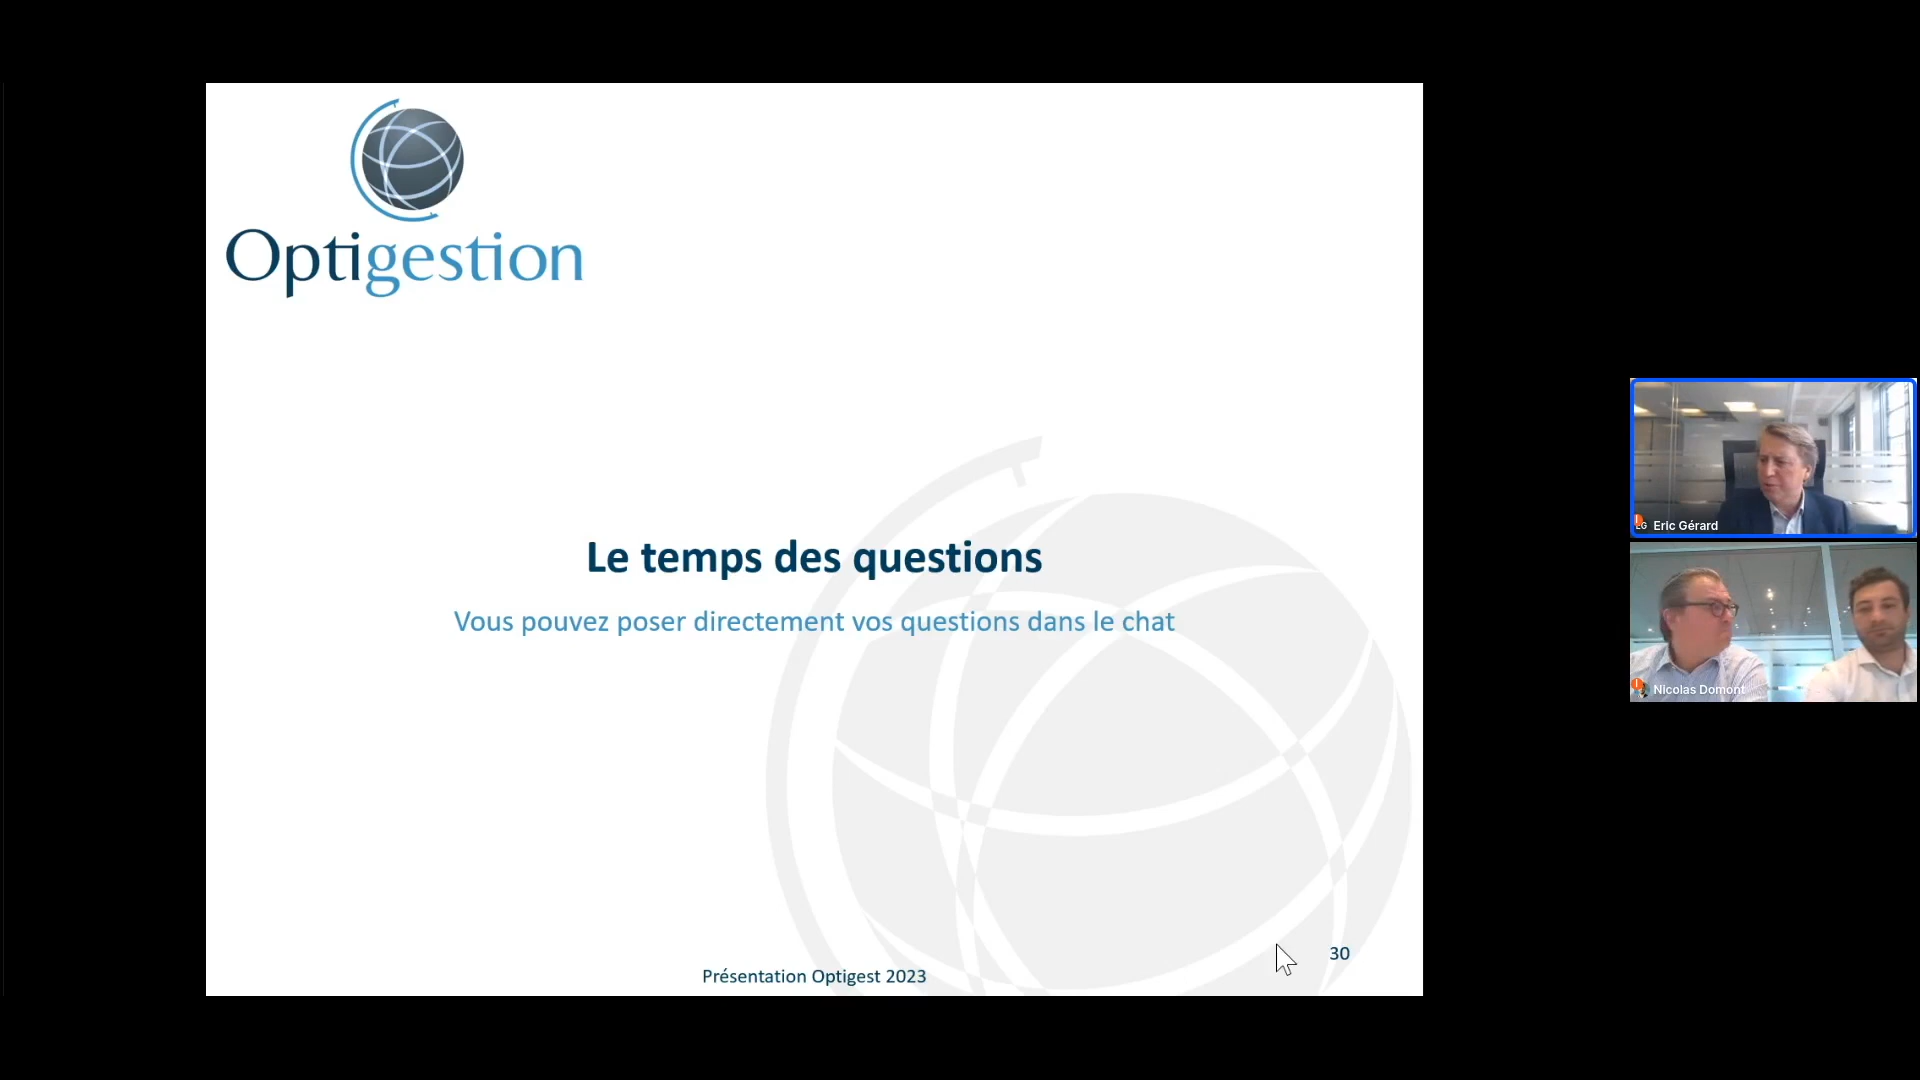 Optigestion
Le temps des questions
Vous pouvez poser directement vos questions dans le chat
30
Présentation Optigest 2023
EG Eric Gérard
Nicolas Domont